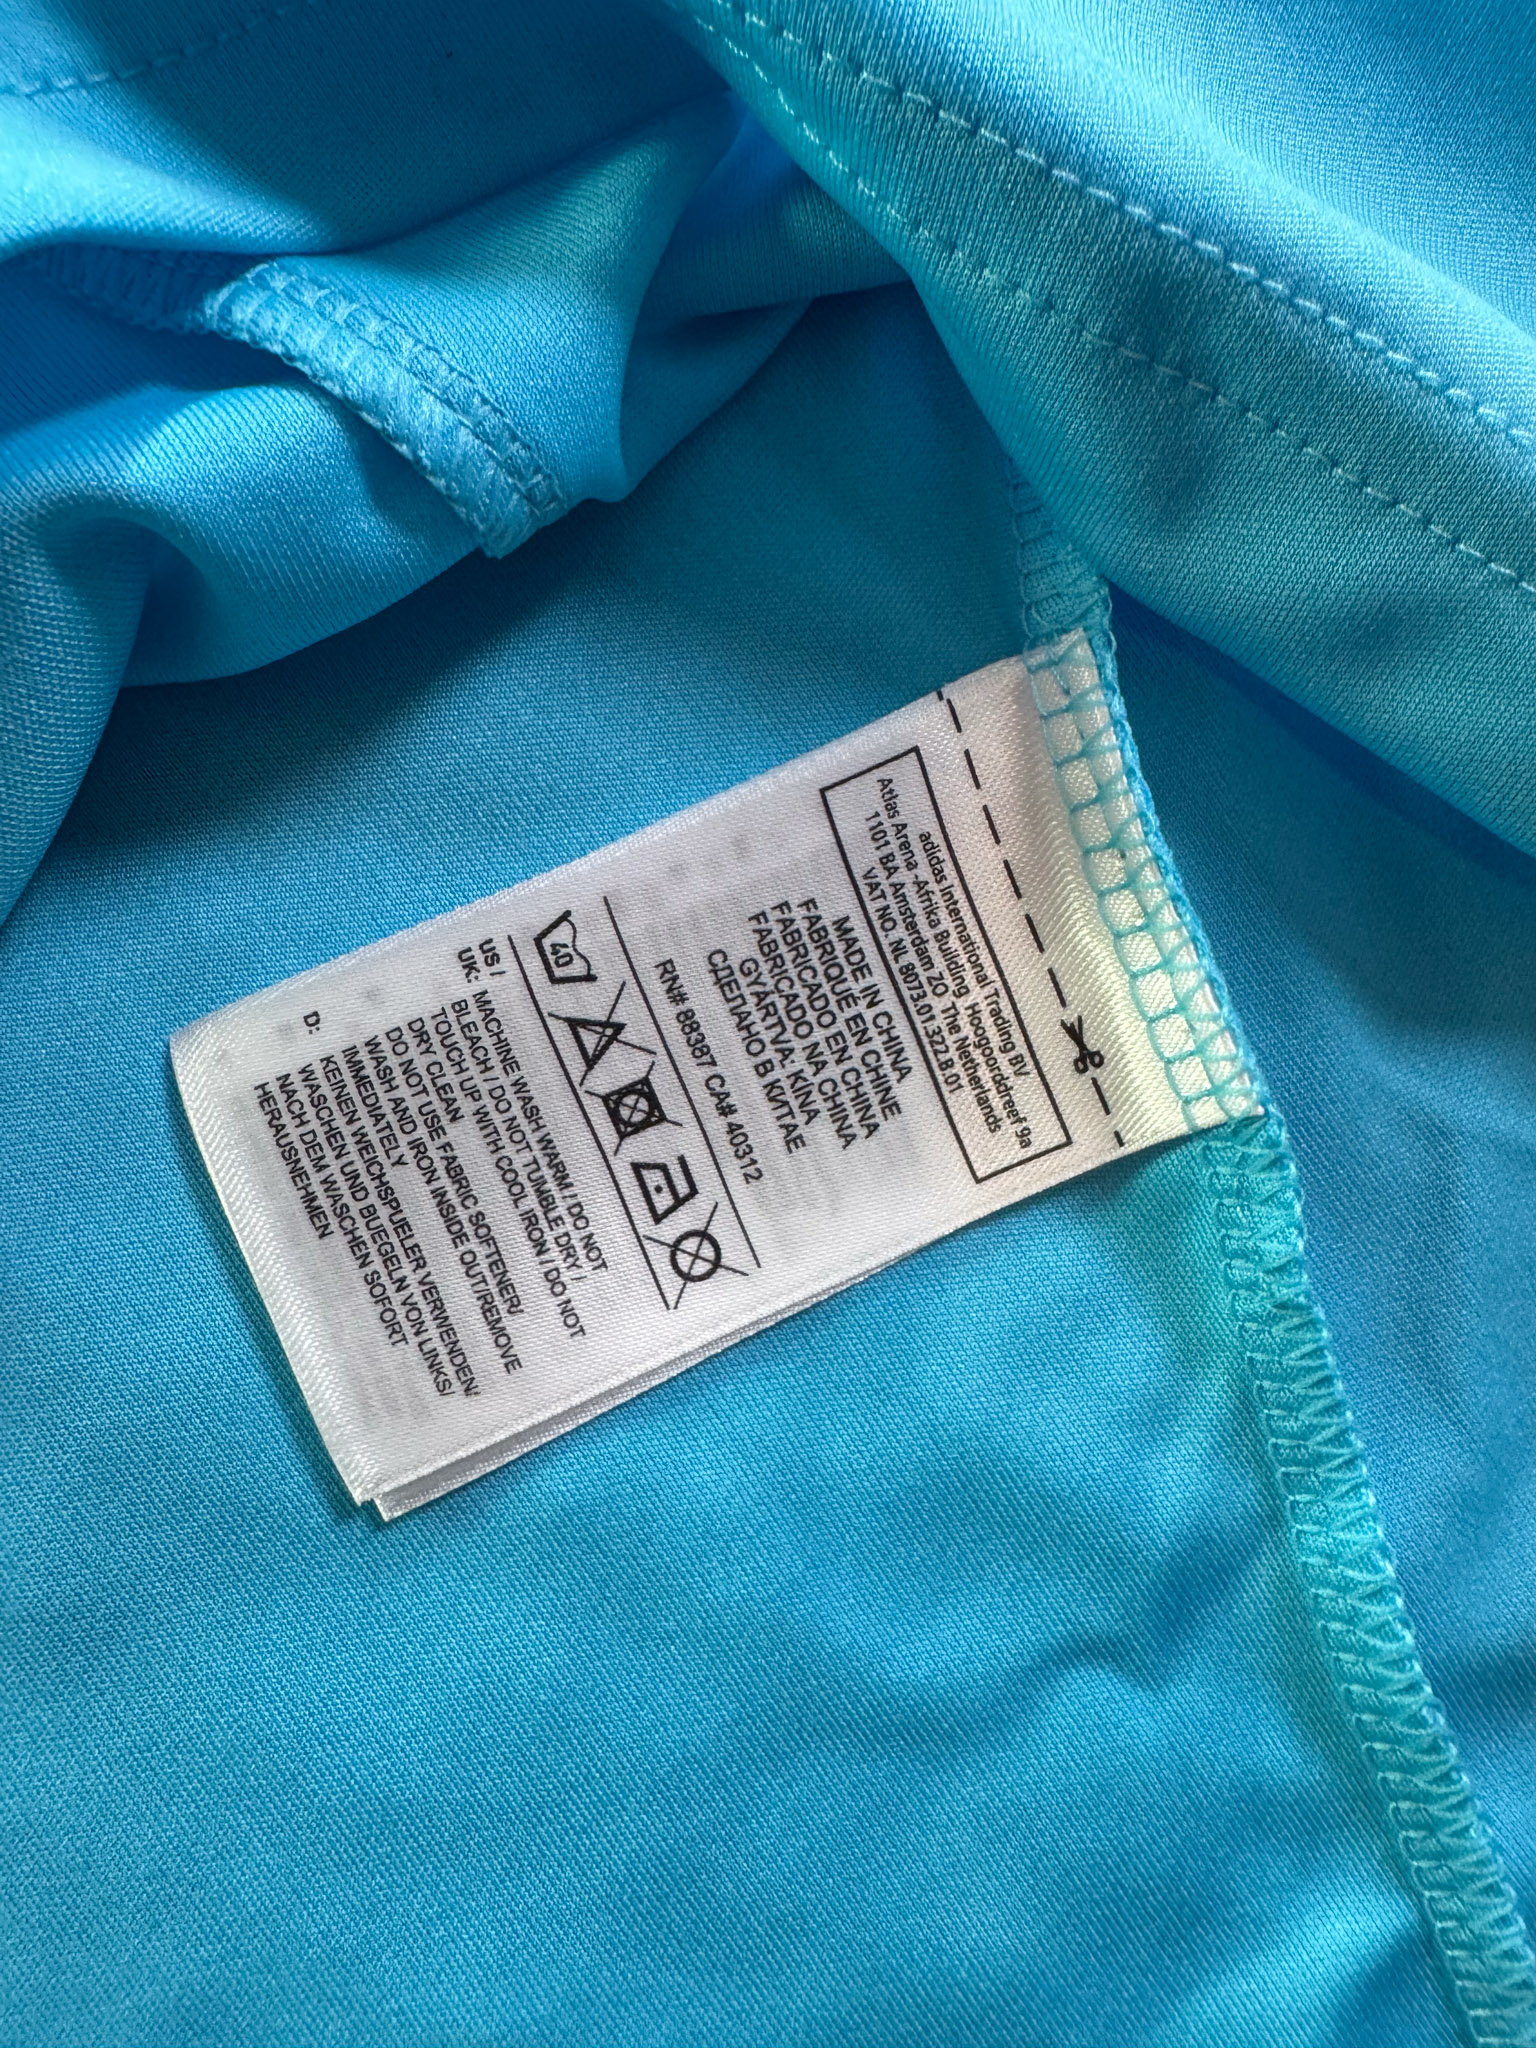 adidas International Trading BV
Atlas Arena -Afrika Building Hoogoorddreef 9a
1101 BA Amsterdam ZO The Netherlands
VAT NO. NL 8073.01.322.B.01
MADE IN CHINA
FABRIQUÉ EN CHINE
FABRICADO EN CHINA
FABRICADO NA CHINA
GYÁRTVA: KÍNA
СДЕЛАНО В КИТАЕ
RN# 88387 CA# 40312
40
US /
UK: MACHINE WASH WARM / DO NOT
BLEACH / DO NOT TUMBLE DRY /
TOUCH UP WITH COOL IRON / DO NOT
DRY CLEAN
DO NOT USE FABRIC SOFTENER/
WASH AND IRON INSIDE OUT/REMOVE
IMMEDIATELY
D: KEINEN WEICHSPUELER VERWENDEN/
WASCHEN UND BUEGELN VON LINKS/
NACH DEM WASCHEN SOFORT
HERAUSNEHMEN